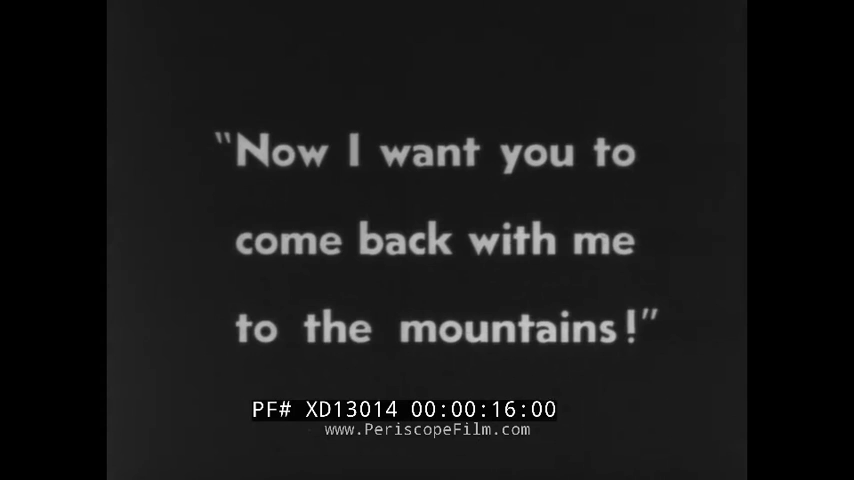 "Now I want you to
come back with me
to the mountains!"
PF# XD13014 00:00:16:00
www.PeriscopeFilm.com